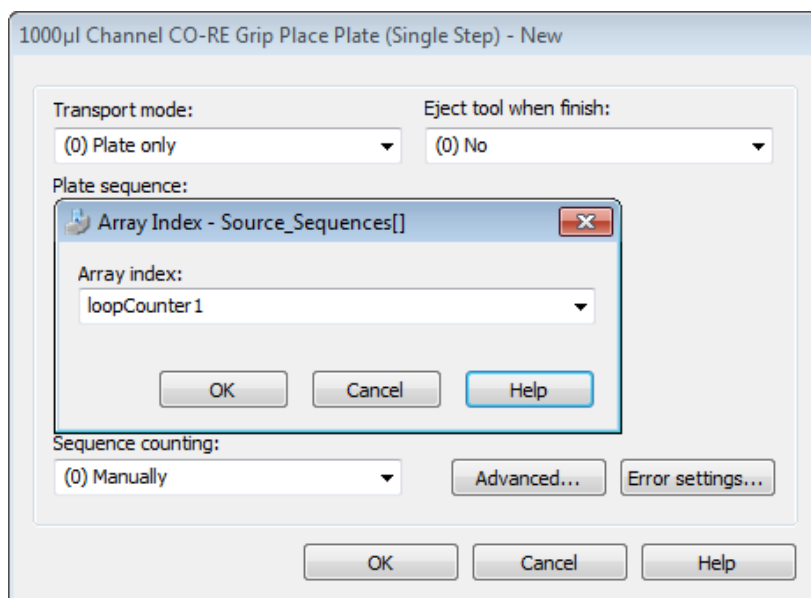 1000µl Channel CO-RE Grip Place Plate (Single Step) - New
Transport mode: Eject tool when finish:
(0) Plate only (0) No
Plate sequence:
Array Index - Source_Sequences[]
Array index:
loopCounter1
OK Cancel Help
Sequence counting:
(0) Manually Advanced... Error settings...
OK Cancel Help